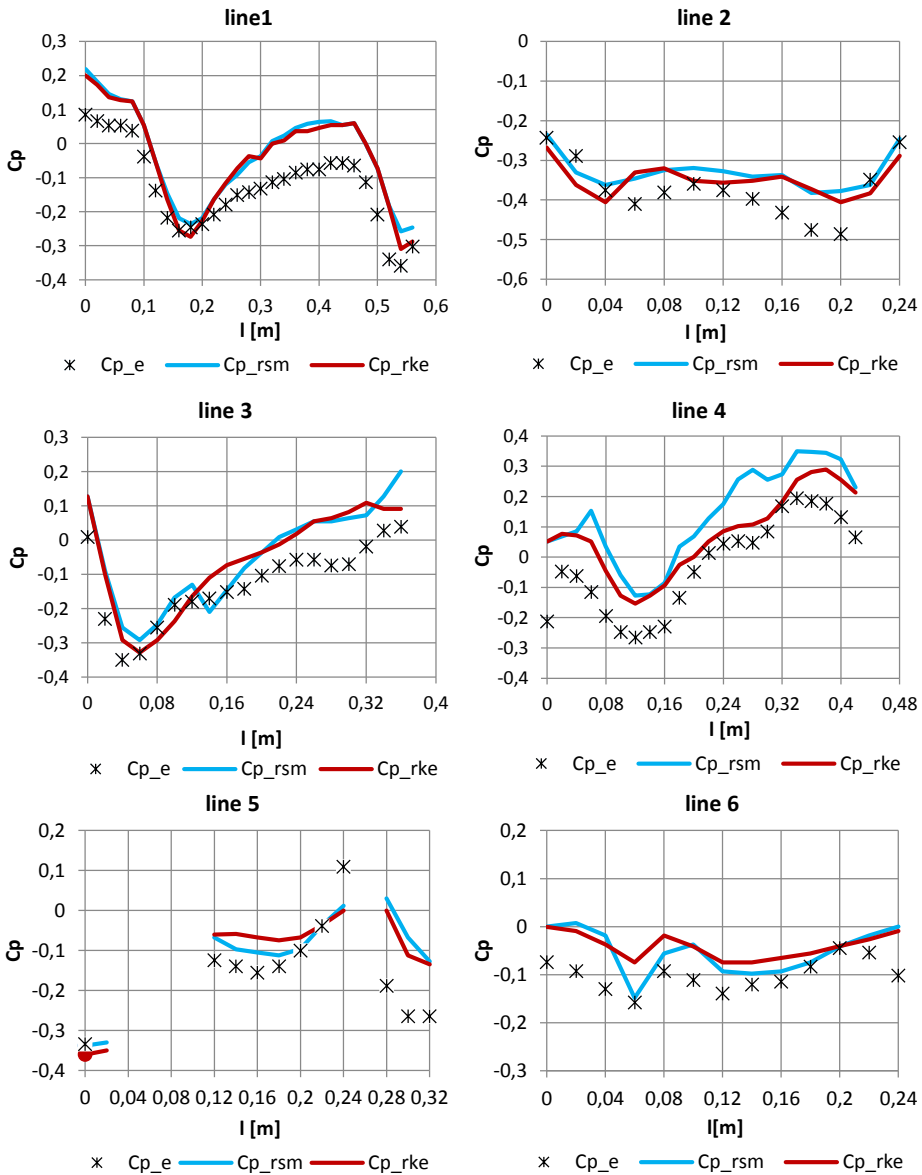 line1
0,3
0,2
0,1
0
-0,1
-0,2
-0,3
-0,4
Cp
0 0,1 0,2 0,3 0,4 0,5 0,6
l [m]
Cp_e Cp_rsm Cp_rke
line 2
0
-0,1
-0,2
-0,3
-0,4
-0,5
-0,6
Cp
0 0,04 0,08 0,12 0,16 0,2 0,24
l [m]
Cp_e Cp_rsm Cp_rke
line 3
0,3
0,2
0,1
0
-0,1
-0,2
-0,3
-0,4
Cp
0 0,08 0,16 0,24 0,32 0,4
l [m]
Cp_e Cp_rsm Cp_rke
line 4
0,4
0,3
0,2
0,1
0
-0,1
-0,2
-0,3
-0,4
Cp
0 0,08 0,16 0,24 0,32 0,4 0,48
l [m]
Cp_e Cp_rsm Cp_rke
line 5
0,2
0,1
0
-0,1
-0,2
-0,3
-0,4
Cp
0 0,04 0,08 0,12 0,16 0,2 0,24 0,28 0,32
l [m]
Cp_e Cp_rsm Cp_rke
line 6
0,2
0,1
0
-0,1
-0,2
-0,3
Cp
0 0,04 0,08 0,12 0,16 0,2 0,24
l[m]
Cp_e Cp_rsm Cp_rke